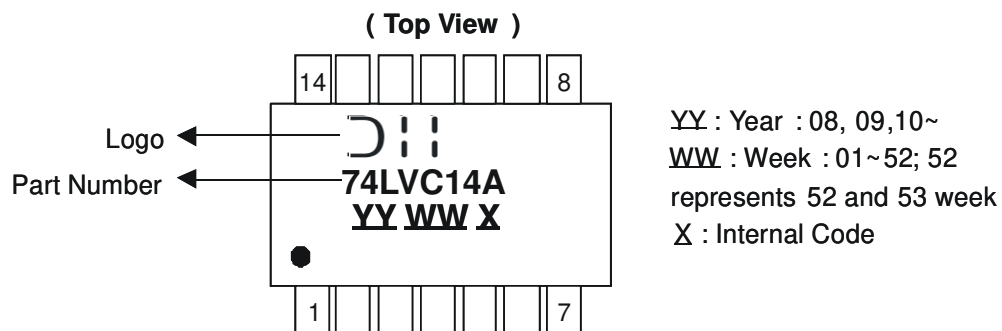 ( Top View )
14 8
Logo
Part Number
74LVC14A
YY WW X
1 7
YY : Year : 08, 09,10~
WW : Week : 01~52; 52
represents 52 and 53 week
X : Internal Code